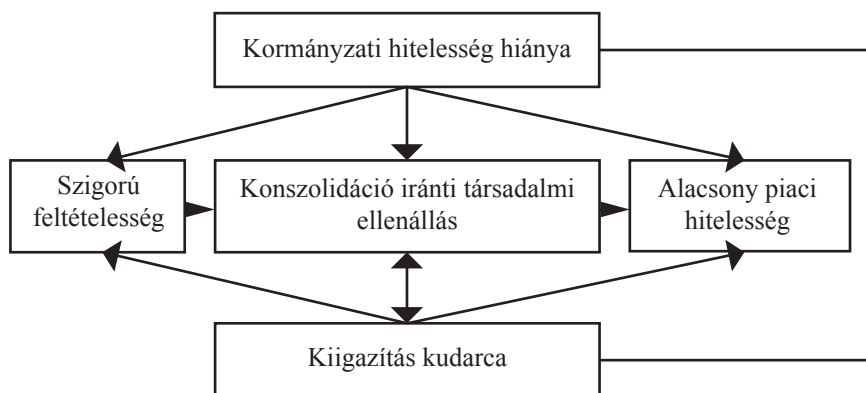 Kormányzati hitelesség hiánya
Szigorú
feltételesség
Konszolidáció iránti társadalmi
ellenállás
Alacsony piaci
hitelesség
Kiigazítás kudarca